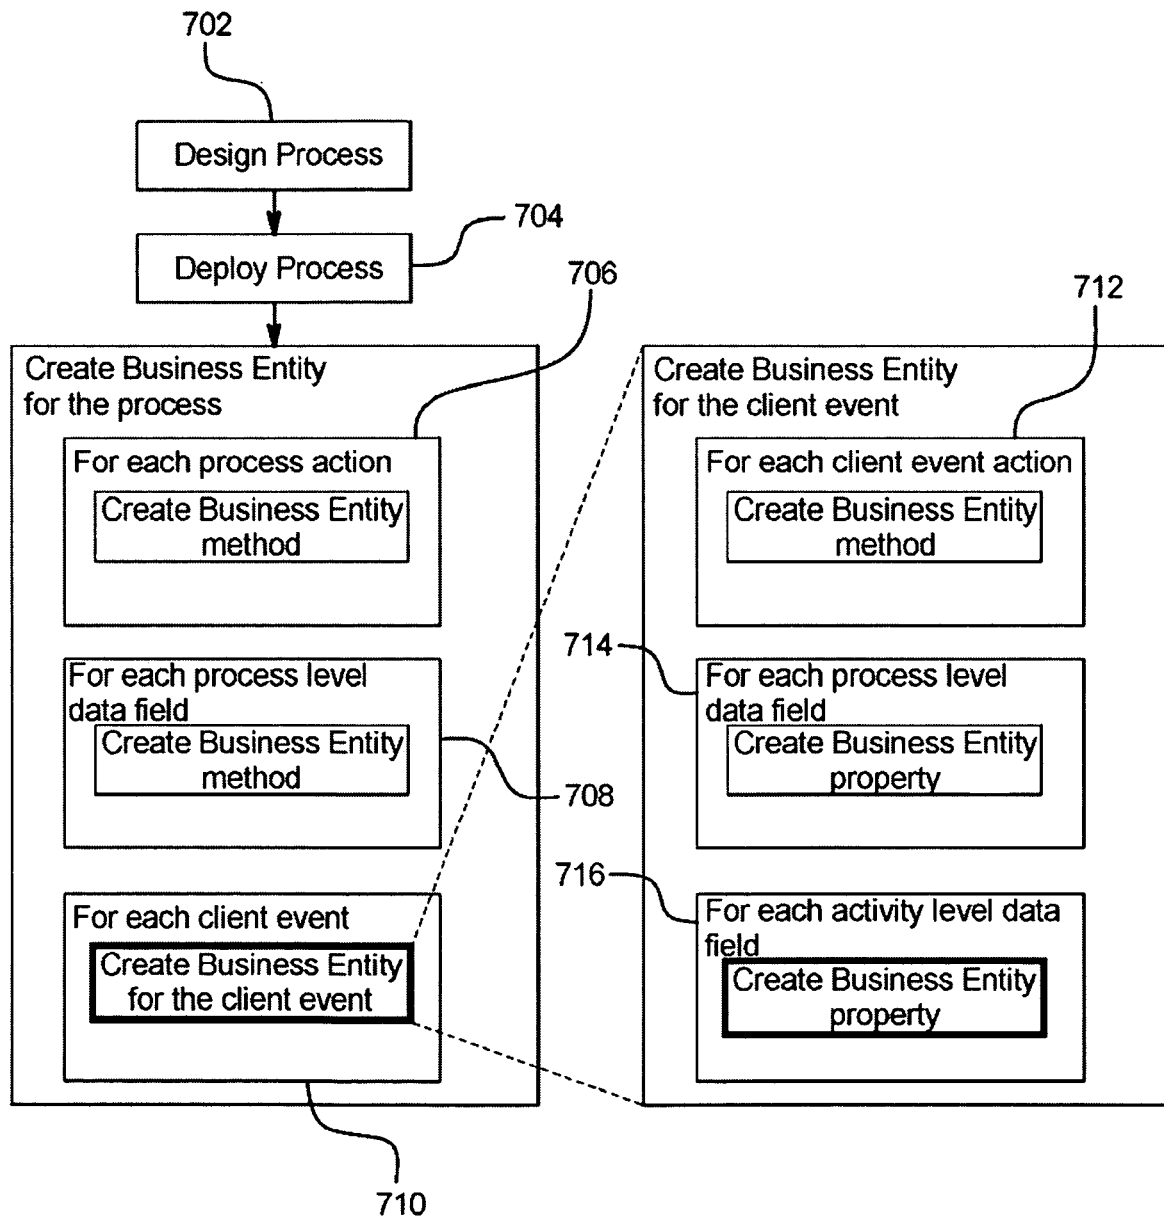 702
Design Process
704
Deploy Process
706
Create Business Entity
for the process
For each process action
Create Business Entity
method
For each process level
data field
Create Business Entity
method
708
For each client event
Create Business Entity
for the client event
710
712
Create Business Entity
for the client event
For each client event action
Create Business Entity
method
714
For each process level
data field
Create Business Entity
property
716
For each activity level data
field
Create Business Entity
property